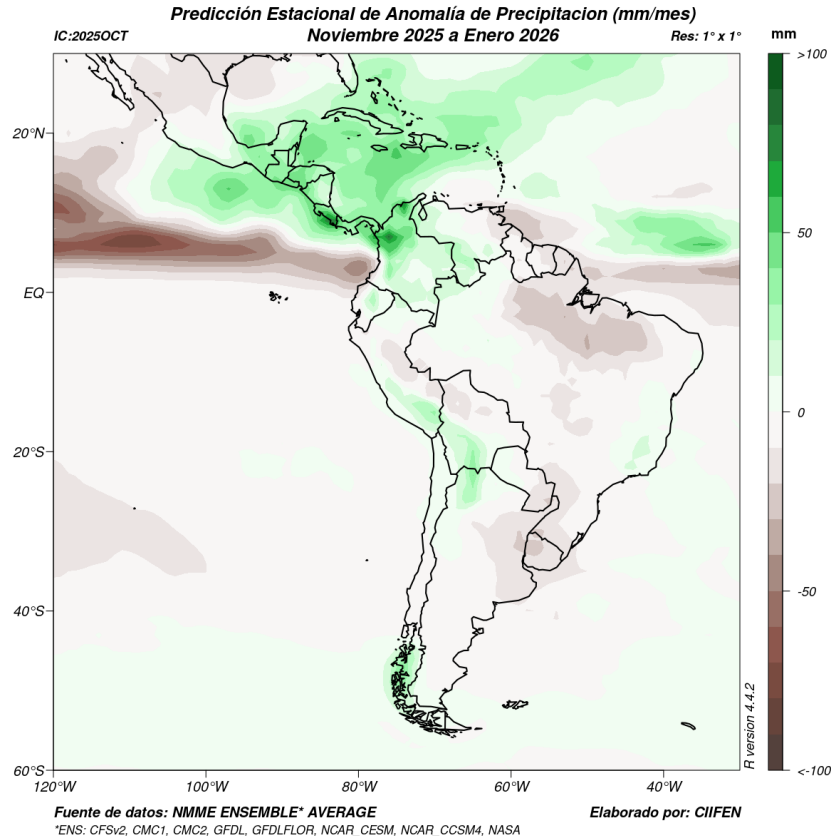 Predicción Estacional de Anomalía de Precipitacion (mm/mes)
IC:2025OCT
Noviembre 2025 a Enero 2026
Res: 1° x 1°
mm
>100
50
0
-50
<-100
20°N
EQ
20°S
40°S
60°S
120°W
100°W
80°W
60°W
40°W
R version 4.4.2
Fuente de datos: NMME ENSEMBLE* AVERAGE
Elaborado por: CIIFEN
*ENS: CFSv2, CMC1, CMC2, GFDL, GFDLFLOR, NCAR_CESM, NCAR_CCSM4, NASA